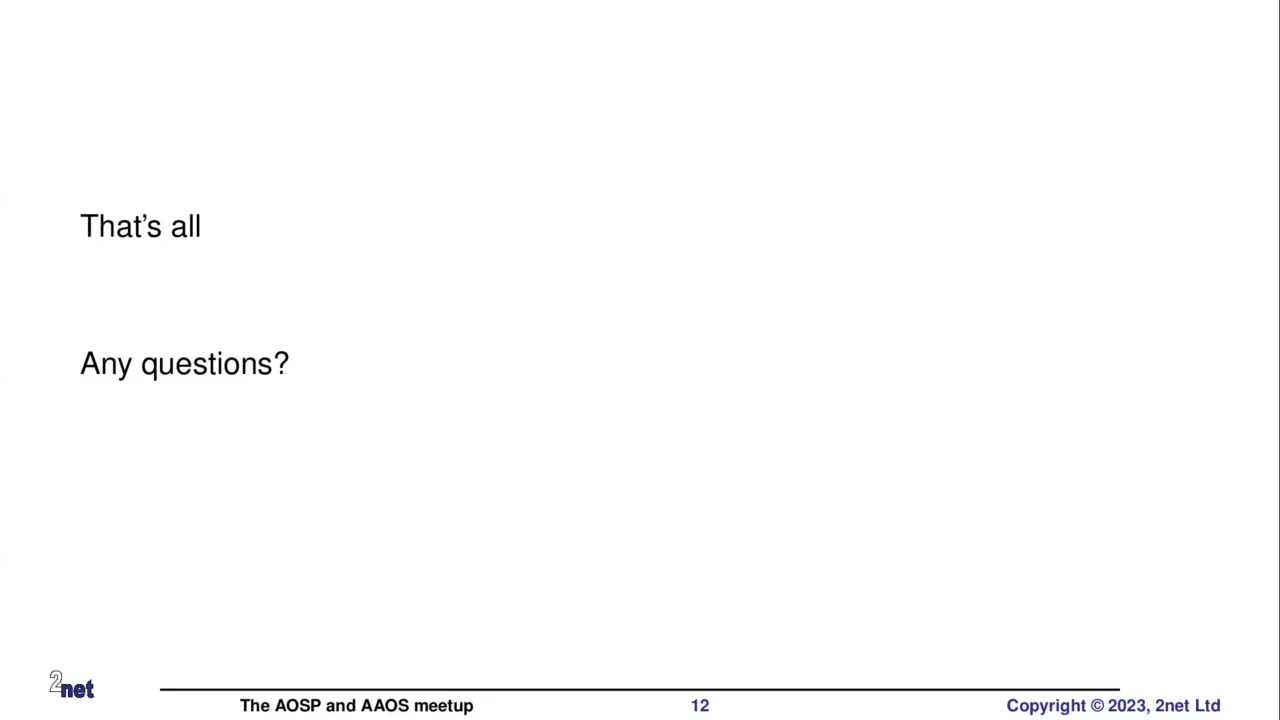 That's all
Any questions?
2net
The AOSP and AAOS meetup 12 Copyright © 2023, 2net Ltd